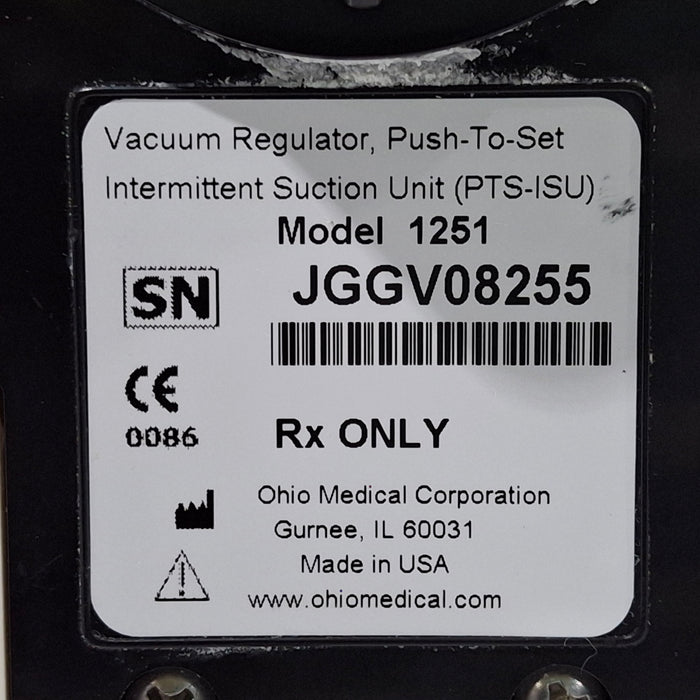 Vacuum Regulator, Push-To-Set
Intermittent Suction Unit (PTS-ISU)
Model 1251
SN JGGV08255
CE
0086
Rx ONLY
Ohio Medical Corporation
Gurnee, IL 60031
Made in USA
www.ohiomedical.com